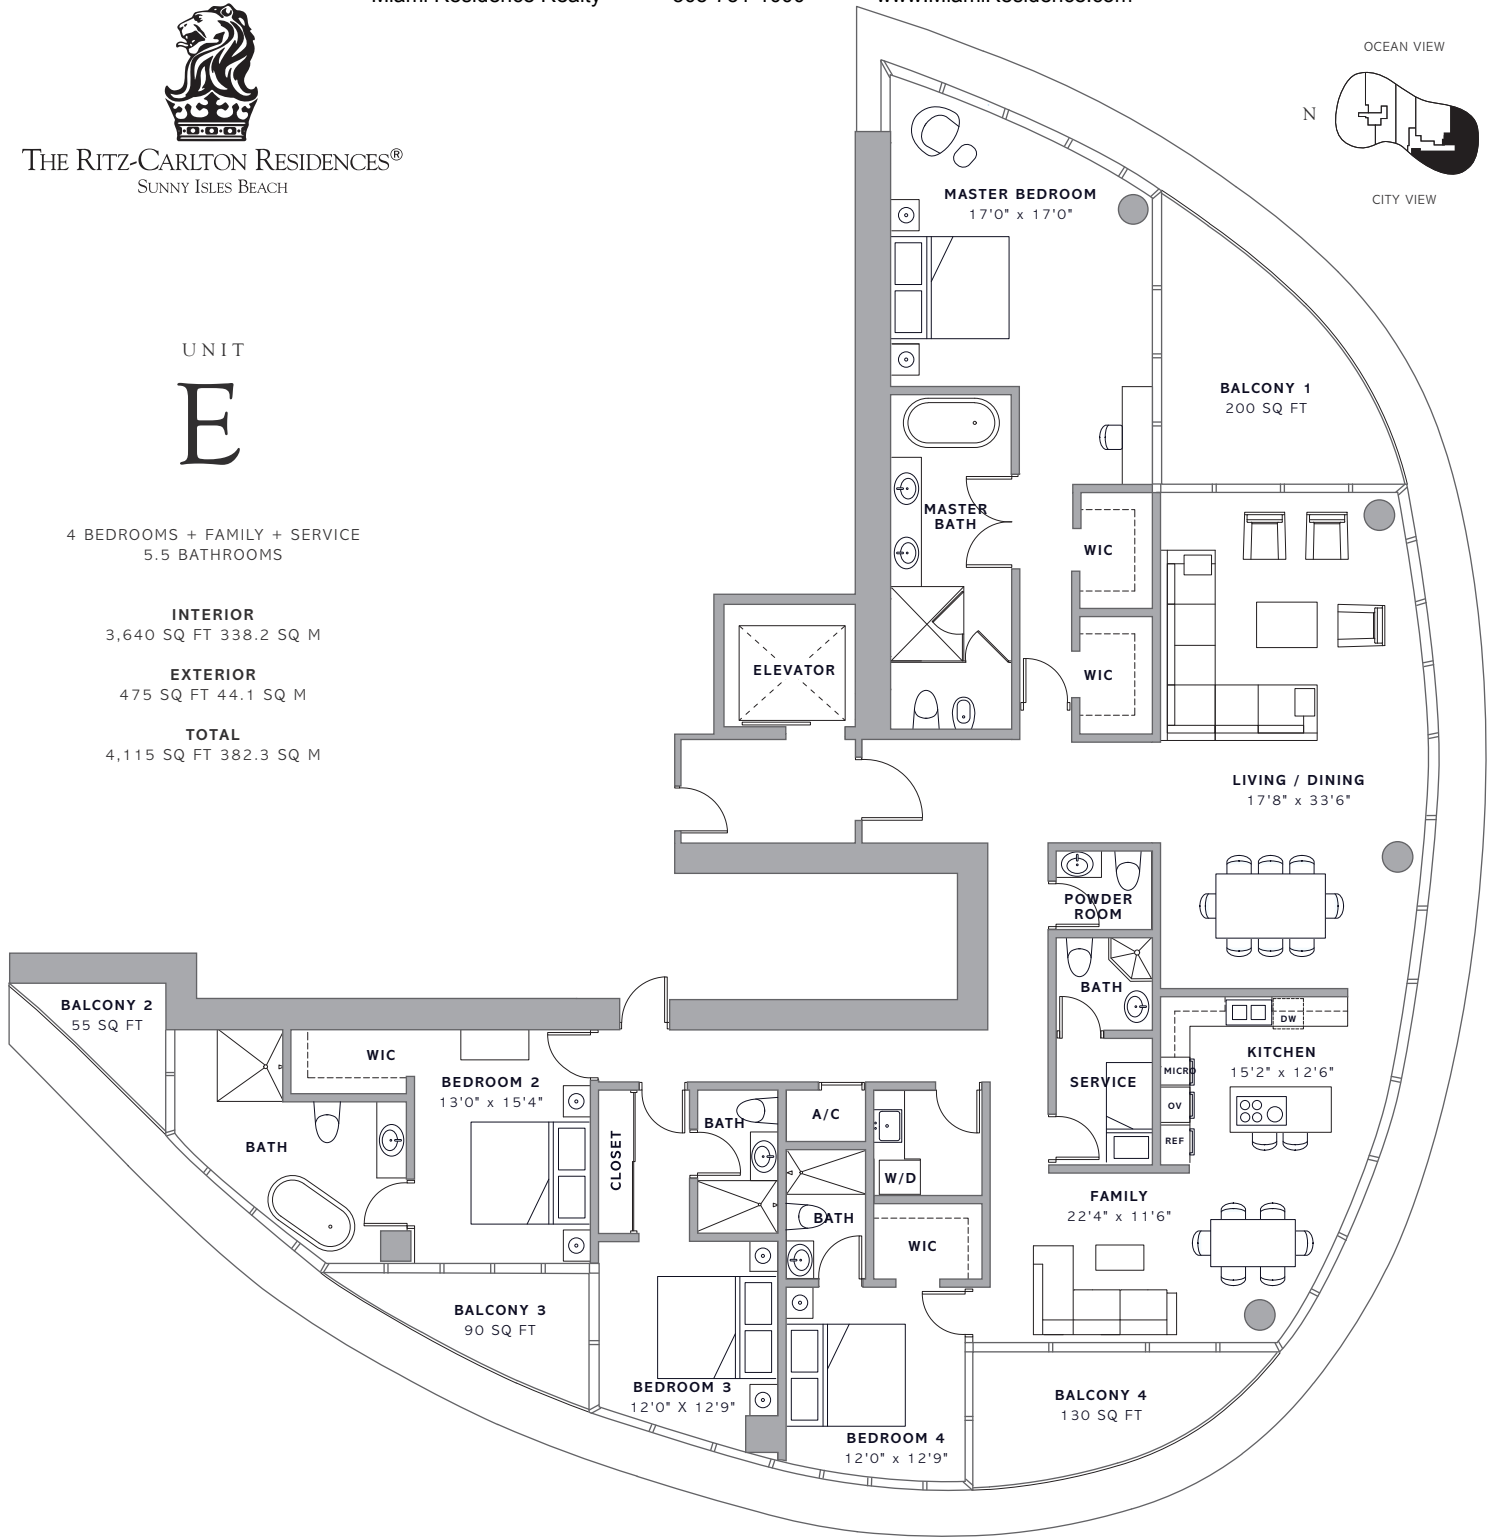 THE RITZ-CARLTON RESIDENCES®
SUNNY ISLES BEACH
OCEAN VIEW
N
CITY VIEW
UNIT
E
4 BEDROOMS + FAMILY + SERVICE
5.5 BATHROOMS
INTERIOR
3,640 SQ FT 338.2 SQ M
EXTERIOR
475 SQ FT 44.1 SQ M
TOTAL
4,115 SQ FT 382.3 SQ M
MASTER BEDROOM
17'0" x 17'0"
BALCONY 1
200 SQ FT
MASTER
BATH
WIC
WIC
ELEVATOR
LIVING / DINING
17'8" x 33'6"
POWDER
ROOM
BATH
DW
KITCHEN
15'2" x 12'6"
MICRO
OV
REF
SERVICE
FAMILY
22'4" x 11'6"
BALCONY 2
55 SQ FT
WIC
BEDROOM 2
13'0" x 15'4"
BATH
CLOSET
BATH
A/C
W/D
BATH
WIC
BALCONY 3
90 SQ FT
BEDROOM 3
12'0" X 12'9"
BEDROOM 4
12'0" x 12'9"
BALCONY 4
130 SQ FT